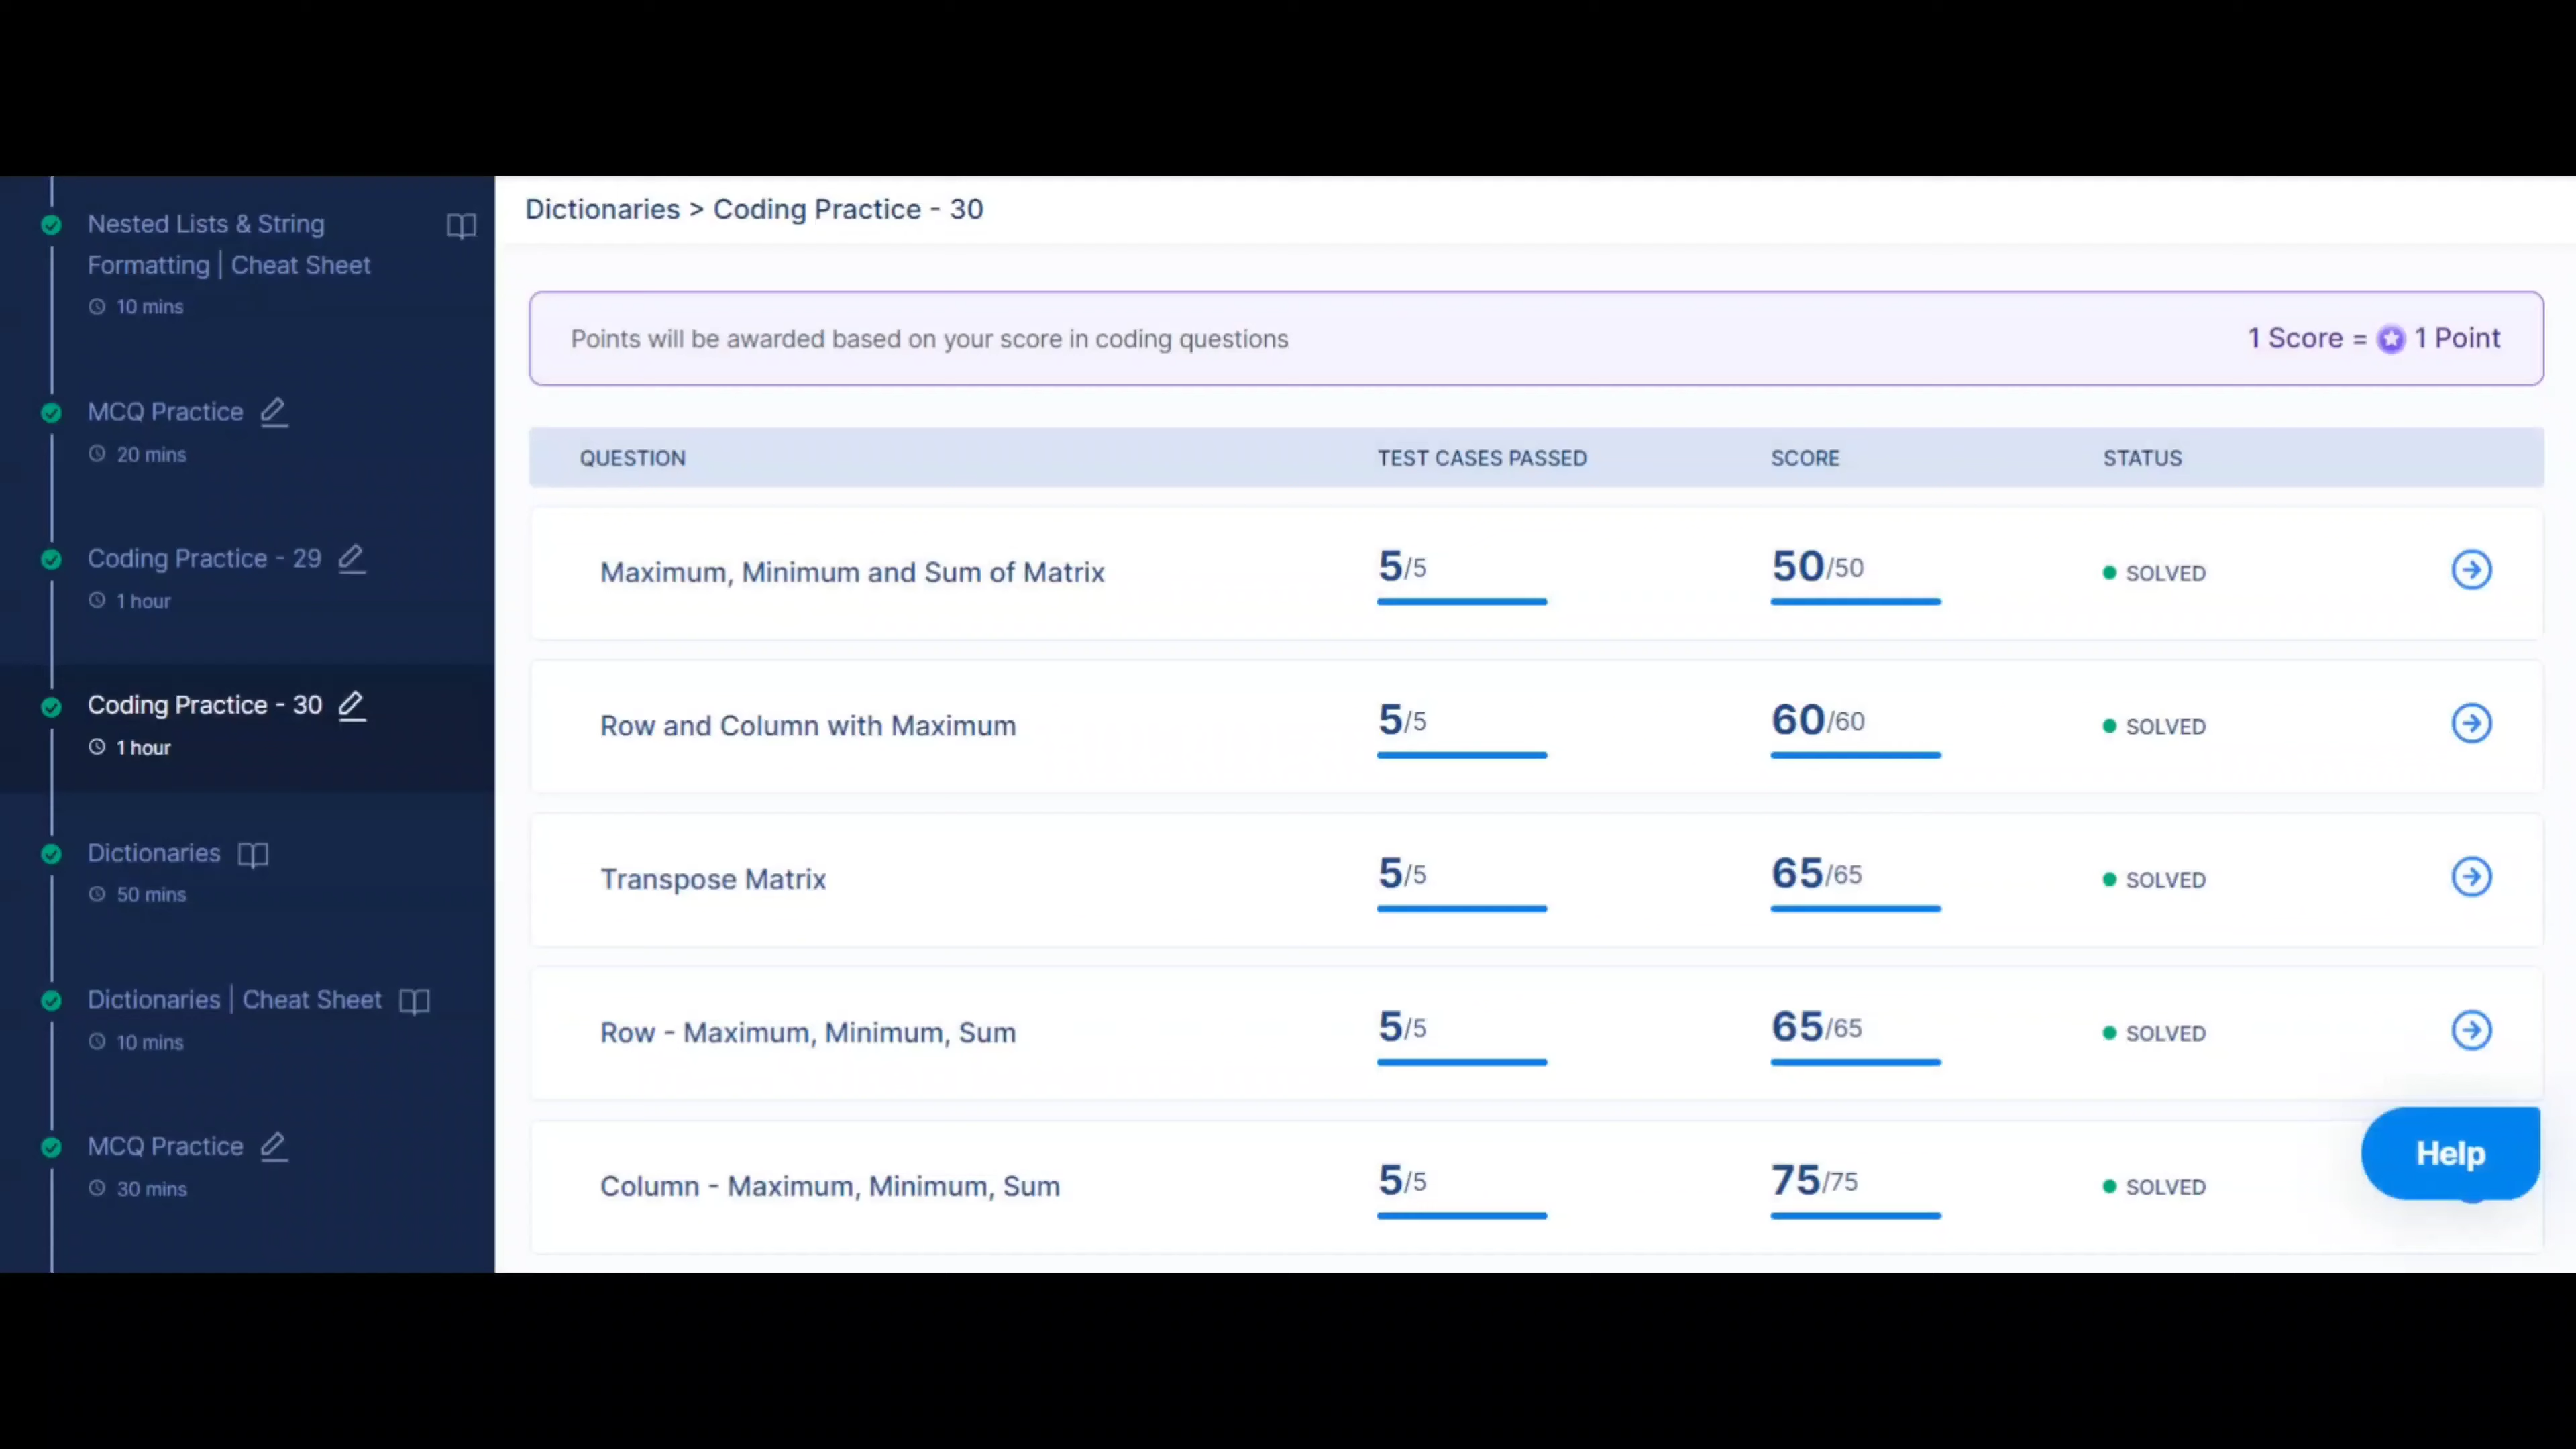 Nested Lists & String
Formatting | Cheat Sheet
10 mins
MCQ Practice
20 mins
Coding Practice - 29
1 hour
Coding Practice - 30
1 hour
Dictionaries
50 mins
Dictionaries | Cheat Sheet
10 mins
MCQ Practice
30 mins
Dictionaries > Coding Practice - 30
Points will be awarded based on your score in coding questions
1 Score = 1 Point
QUESTION TEST CASES PASSED SCORE STATUS
Maximum, Minimum and Sum of Matrix 5/5 50/50 SOLVED
Row and Column with Maximum 5/5 60/60 SOLVED
Transpose Matrix 5/5 65/65 SOLVED
Row - Maximum, Minimum, Sum 5/5 65/65 SOLVED
Column - Maximum, Minimum, Sum 5/5 75/75 SOLVED
Help